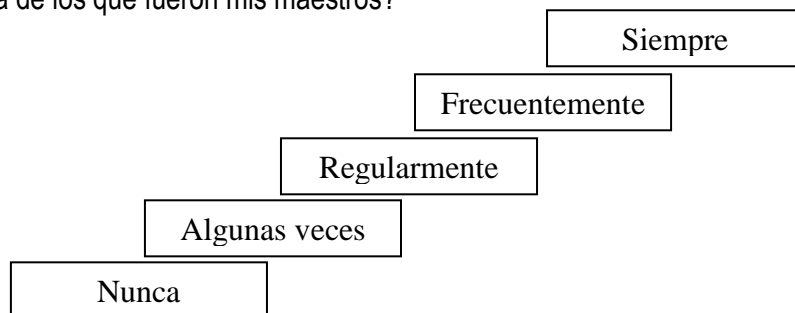 de los que fueron mis maestros?
Siempre
Frecuentemente
Regularmente
Algunas veces
Nunca